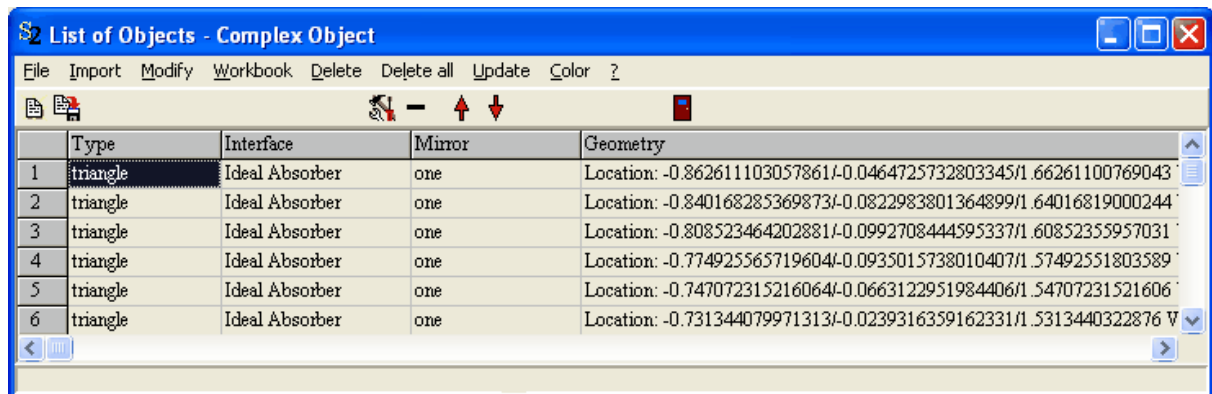 S2 List of Objects - Complex Object
File Import Modify Workbook Delete Delete all Update Color ?
Type Interface Mirror Geometry
1 triangle Ideal Absorber one Location: -0.862611103057861/-0.0464725732803345/1.66261100769043
2 triangle Ideal Absorber one Location: -0.840168285369873/-0.0822983801364899/1.64016819000244
3 triangle Ideal Absorber one Location: -0.808523464202881/-0.0992708444595337/1.60852355957031
4 triangle Ideal Absorber one Location: -0.774925565719604/-0.0935015738010407/1.57492551803589
5 triangle Ideal Absorber one Location: -0.747072315216064/-0.0663122951984406/1.54707231521606
6 triangle Ideal Absorber one Location: -0.731344079971313/-0.0239316359162331/1.5313440322876 V